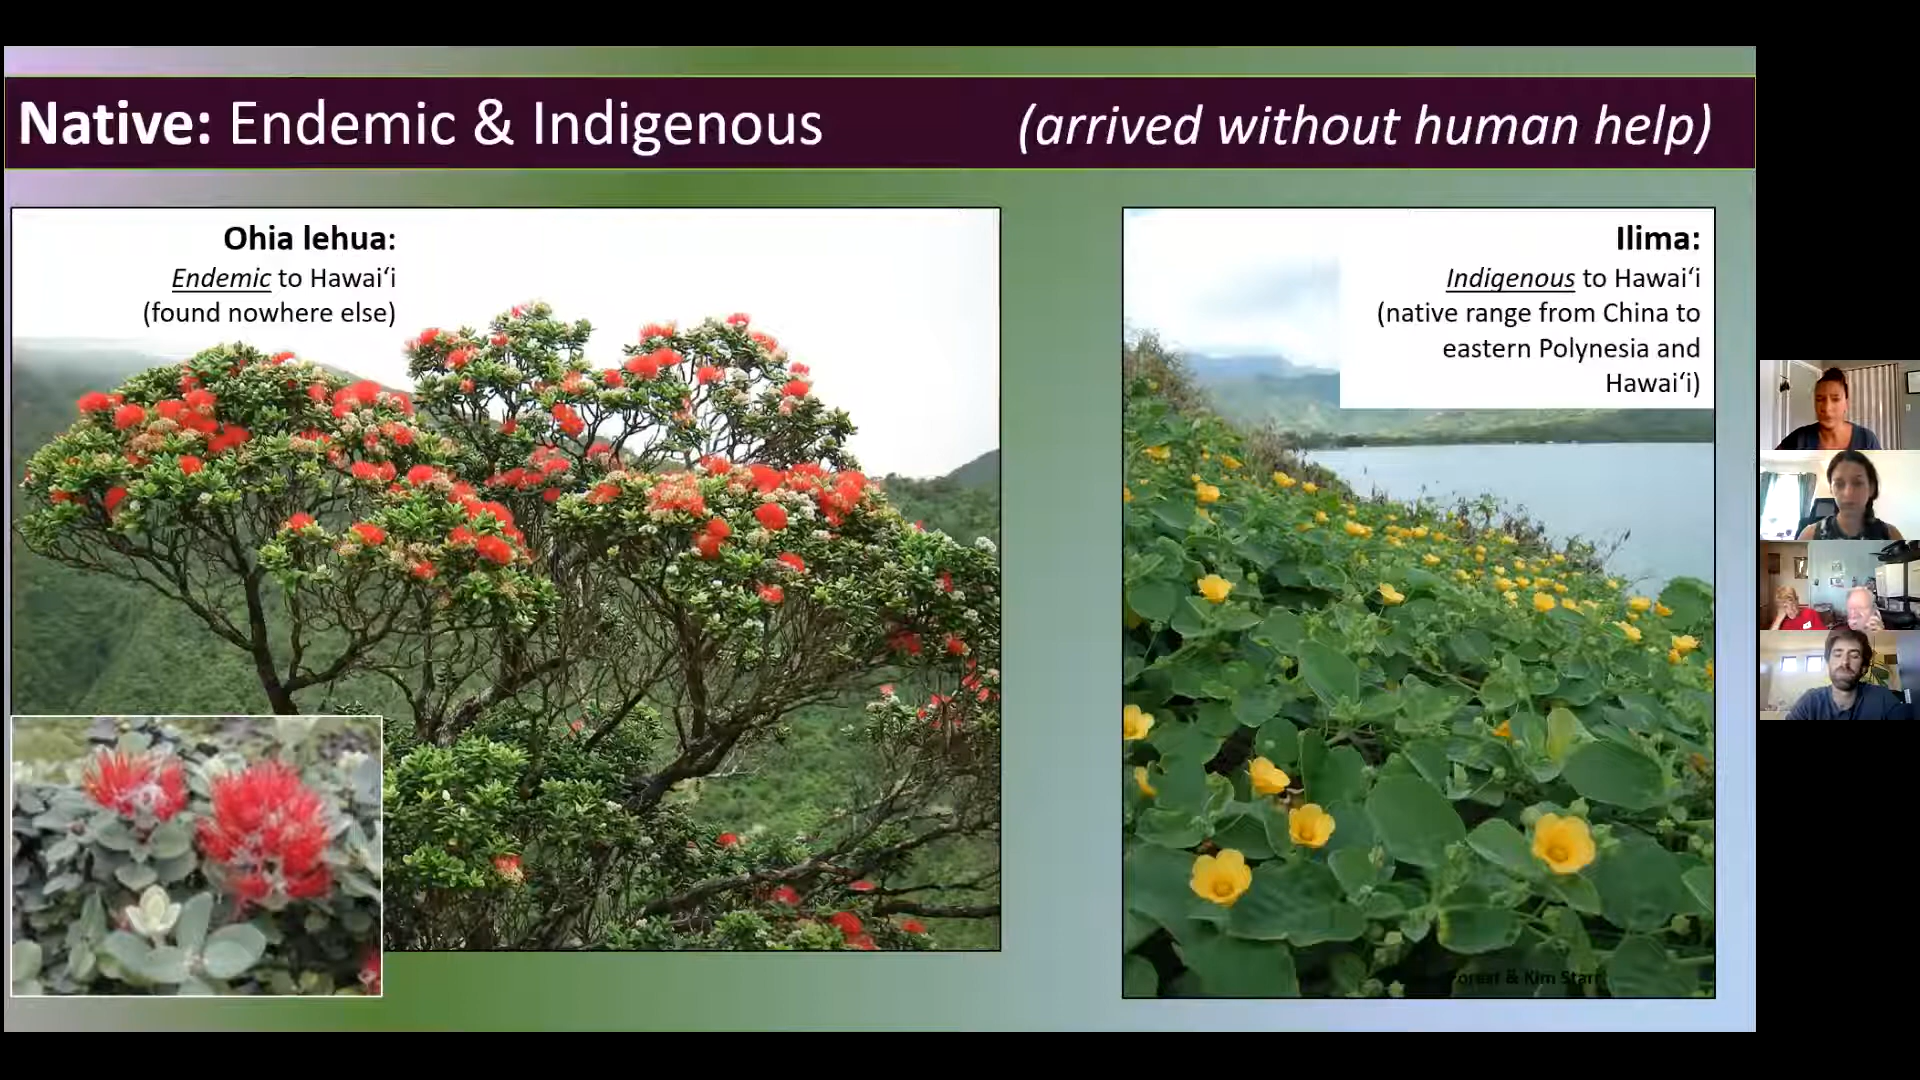 Native: Endemic & Indigenous (arrived without human help)
Ohia lehua:
Endemic to Hawaiʻi
(found nowhere else)
Ilima:
Indigenous to Hawaiʻi
(native range from China to
eastern Polynesia and
Hawaiʻi)
Forest & Kim Starr